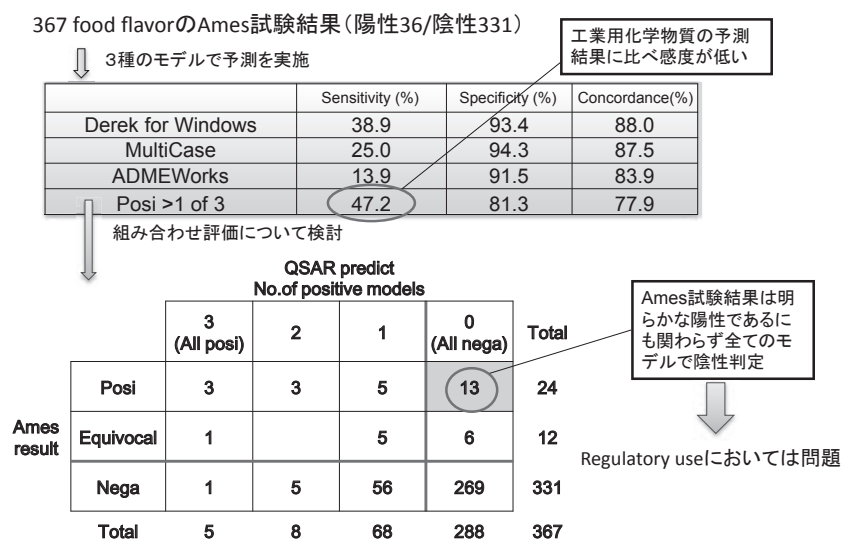 367 food flavorのAmes試験結果（陽性36/陰性331）
３種のモデルで予測を実施
工業用化学物質の予測
結果に比べ感度が低い
Sensitivity (%) Specificity (%) Concordance(%)
Derek for Windows 38.9 93.4 88.0
MultiCase 25.0 94.3 87.5
ADMEWorks 13.9 91.5 83.9
Posi >1 of 3 47.2 81.3 77.9
組み合わせ評価について検討
QSAR predict
No.of positive models
3
(All posi) 2 1 0
(All nega) Total
Posi 3 3 5 13 24
Ames
result
Equivocal 1 5 6 12
Nega 1 5 56 269 331
Total 5 8 68 288 367
Ames試験結果は明
らかな陽性であるに
も関わらず全てのモ
デルで陰性判定
Regulatory useにおいては問題